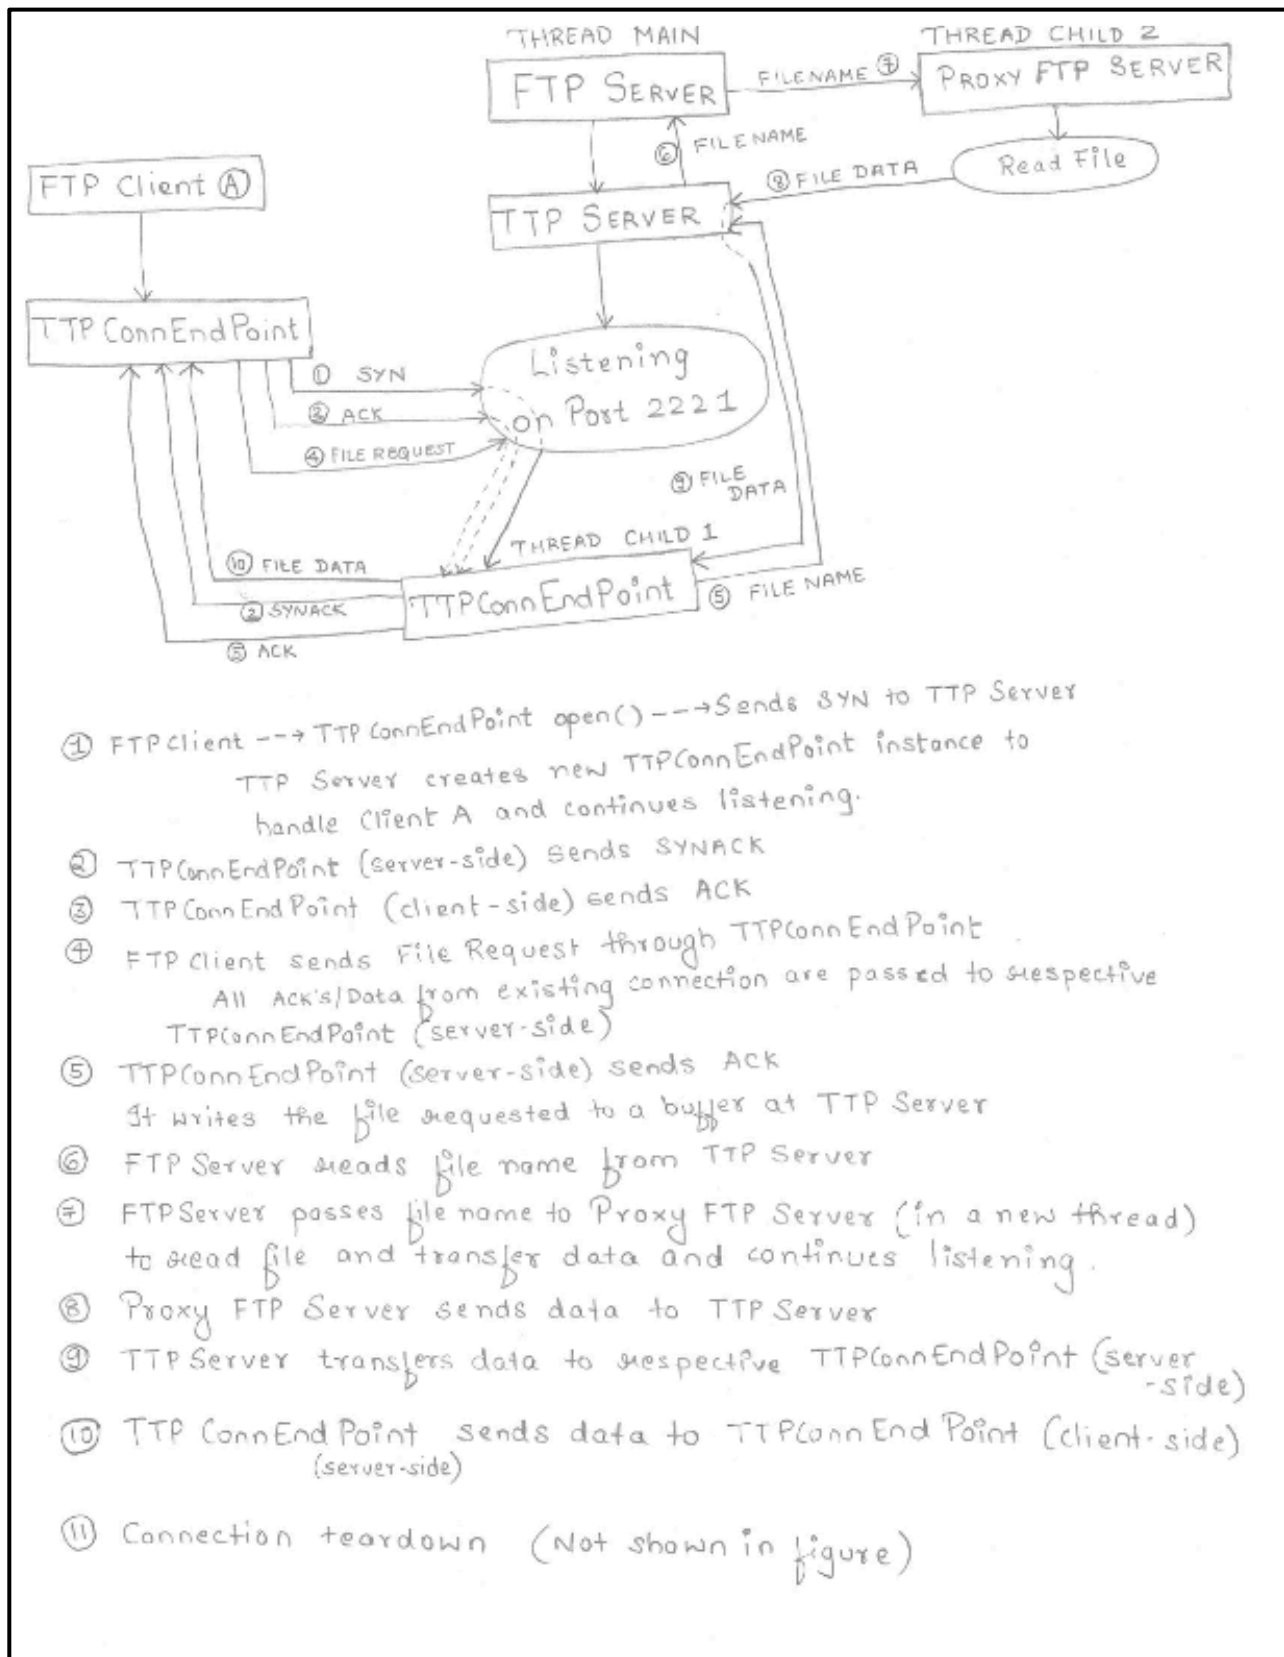 THREAD MAIN
THREAD CHILD 2
FTP SERVER
FILENAME ⑦
PROXY FTP SERVER
⑥ FILE NAME
Read File
⑧ FILE DATA
FTP Client Ⓐ
TTP SERVER
TTP ConnEndPoint
Listening
on Port 2221
① SYN
③ ACK
④ FILE REQUEST
⑨ FILE
DATA
THREAD CHILD 1
⑩ FILE DATA
TTPConnEndPoint
⑤ FILE NAME
② SYNACK
⑤ ACK
① FTPClient --→ TTP ConnEndPoint open() ---→ Sends SYN to TTP Server
TTP Server creates new TTPConnEndPoint instance to
handle Client A and continues listening.
② TTPConnEndPoint (server-side) sends SYNACK
③ TTPConnEndPoint (client-side) sends ACK
④ FTPClient sends File Request through TTPConnEndPoint
All Ack's/Data from existing connection are passed to respective
TTPConnEndPoint (server-side)
⑤ TTPConnEndPoint (server-side) sends ACK
It writes the file requested to a buffer at TTP Server
⑥ FTP Server reads file name from TTP Server
⑦ FTPServer passes file name to Proxy FTP Server (in a new thread)
to read file and transfer data and continues listening.
⑧ Proxy FTP Server sends data to TTP Server
⑨ TTP Server transfers data to respective TTPConnEndPoint (server
-side)
⑩ TTP ConnEndPoint sends data to TTPConnEndPoint (client-side)
(server-side)
⑪ Connection teardown (Not shown in figure)